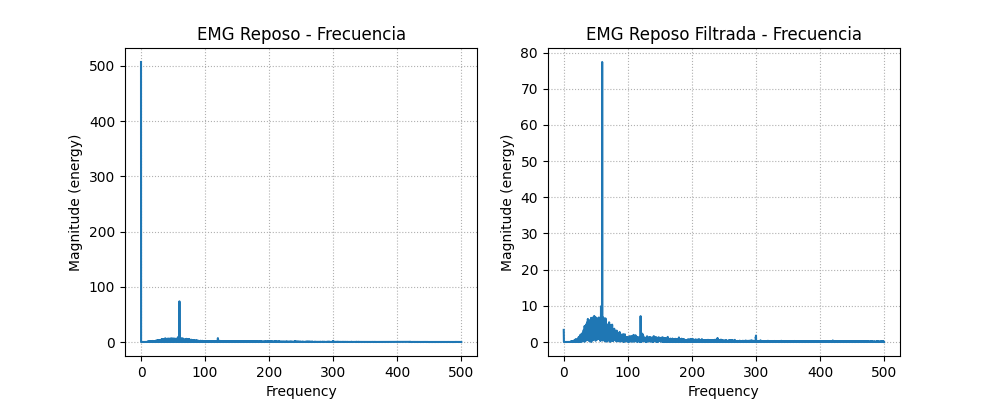 EMG Reposo - Frecuencia
Magnitude (energy)
500
400
300
200
100
0
0 100 200 300 400 500
Frequency
EMG Reposo Filtrada - Frecuencia
Magnitude (energy)
80
70
60
50
40
30
20
10
0
0 100 200 300 400 500
Frequency